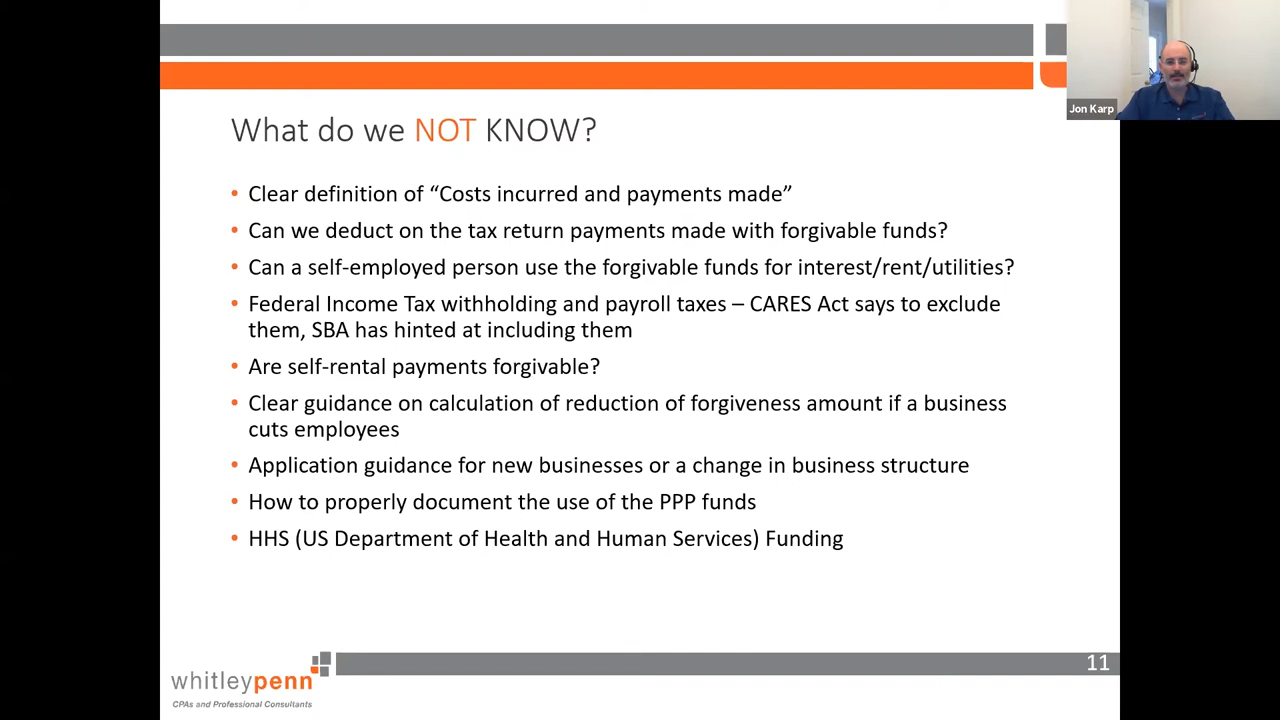 Jon Karp
What do we NOT KNOW?
• Clear definition of “Costs incurred and payments made”
• Can we deduct on the tax return payments made with forgivable funds?
• Can a self-employed person use the forgivable funds for interest/rent/utilities?
• Federal Income Tax withholding and payroll taxes – CARES Act says to exclude
them, SBA has hinted at including them
• Are self-rental payments forgivable?
• Clear guidance on calculation of reduction of forgiveness amount if a business
cuts employees
• Application guidance for new businesses or a change in business structure
• How to properly document the use of the PPP funds
• HHS (US Department of Health and Human Services) Funding
11
whitleypenn
CPAs and Professional Consultants